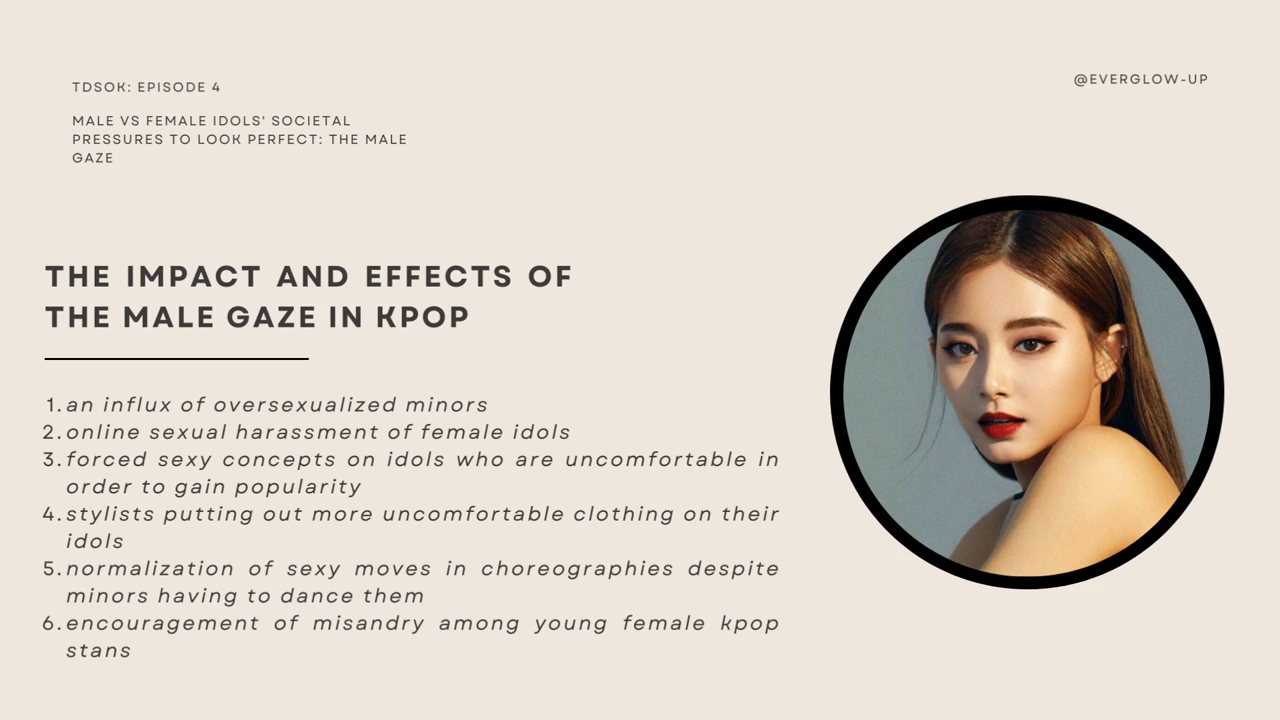 TDSOK: EPISODE 4
MALE VS FEMALE IDOLS' SOCIETAL
PRESSURES TO LOOK PERFECT: THE MALE
GAZE
@EVERGLOW-UP
THE IMPACT AND EFFECTS OF
THE MALE GAZE IN KPOP
1. an influx of oversexualized minors
2. online sexual harassment of female idols
3. forced sexy concepts on idols who are uncomfortable in
order to gain popularity
4. stylists putting out more uncomfortable clothing on their
idols
5. normalization of sexy moves in choreographies despite
minors having to dance them
6. encouragement of misandry among young female kpop
stans